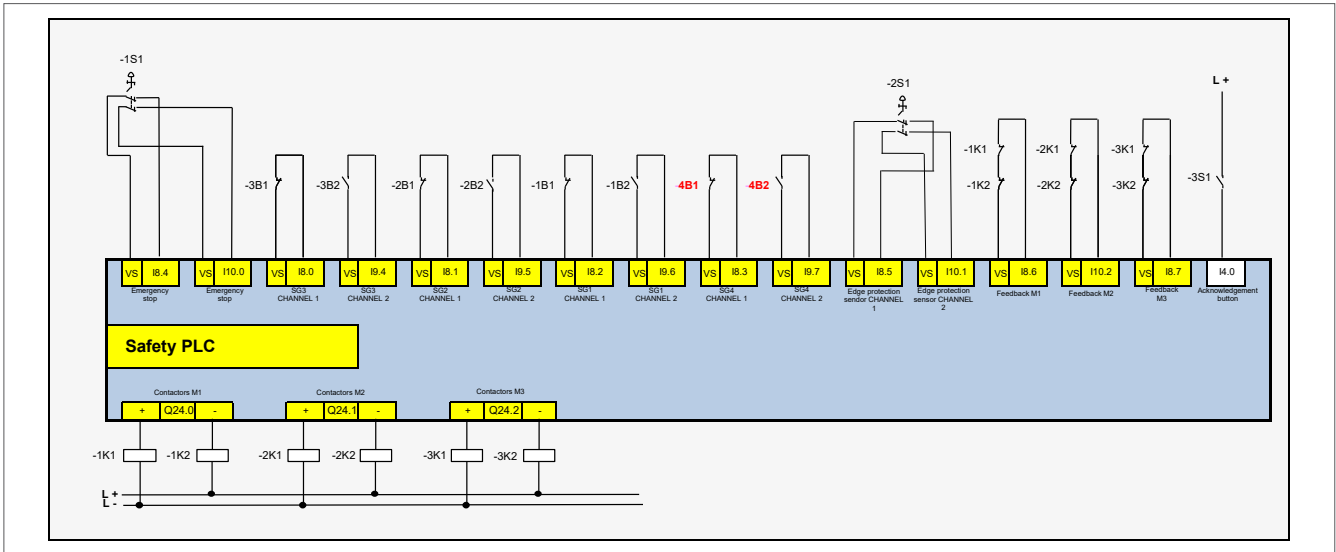 -1S1
-2S1
L +
-3B1
-3B2
-2B1
-2B2
-1B1
-1B2
-4B1
-4B2
-1K1
-2K1
-3K1
-1K2
-2K2
-3K2
-3S1
VS I8.4
VS I10.0
VS I8.0
VS I9.4
VS I8.1
VS I9.5
VS I8.2
VS I9.6
VS I8.3
VS I9.7
VS I8.5
VS I10.1
VS I8.6
VS I10.2
VS I8.7
I4.0
Emergency
stop
Emergency
stop
SG3
CHANNEL 1
SG3
CHANNEL 2
SG2
CHANNEL 1
SG2
CHANNEL 2
SG1
CHANNEL 1
SG1
CHANNEL 2
SG4
CHANNEL 1
SG4
CHANNEL 2
Edge protection
sendor CHANNEL
1
Edge protection
sensor CHANNEL
2
Feedback M1
Feedback M2
Feedback
M3
Acknowledgement
button
Safety PLC
Contactors M1
Contactors M2
Contactors M3
+ Q24.0 -
+ Q24.1 -
+ Q24.2 -
-1K1
-1K2
-2K1
-2K2
-3K1
-3K2
L +
L -